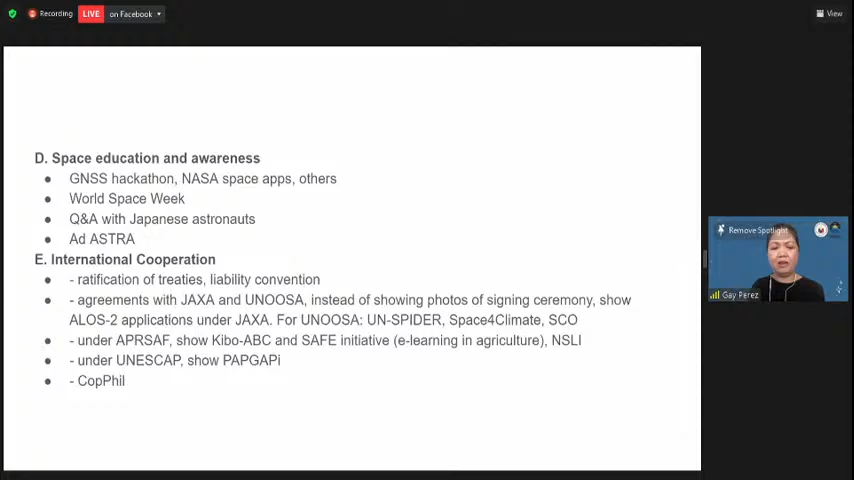 Recording
LIVE
on Facebook
View
D. Space education and awareness
● GNSS hackathon, NASA space apps, others
● World Space Week
● Q&A with Japanese astronauts
● Ad ASTRA
E. International Cooperation
● - ratification of treaties, liability convention
● - agreements with JAXA and UNOOSA, instead of showing photos of signing ceremony, show
ALOS-2 applications under JAXA. For UNOOSA: UN-SPIDER, Space4Climate, SCO
● - under APRSAF, show Kibo-ABC and SAFE initiative (e-learning in agriculture), NSLI
● - under UNESCAP, show PAPGAPi
● - CopPhil
Remove Spotlight
Gay Perez